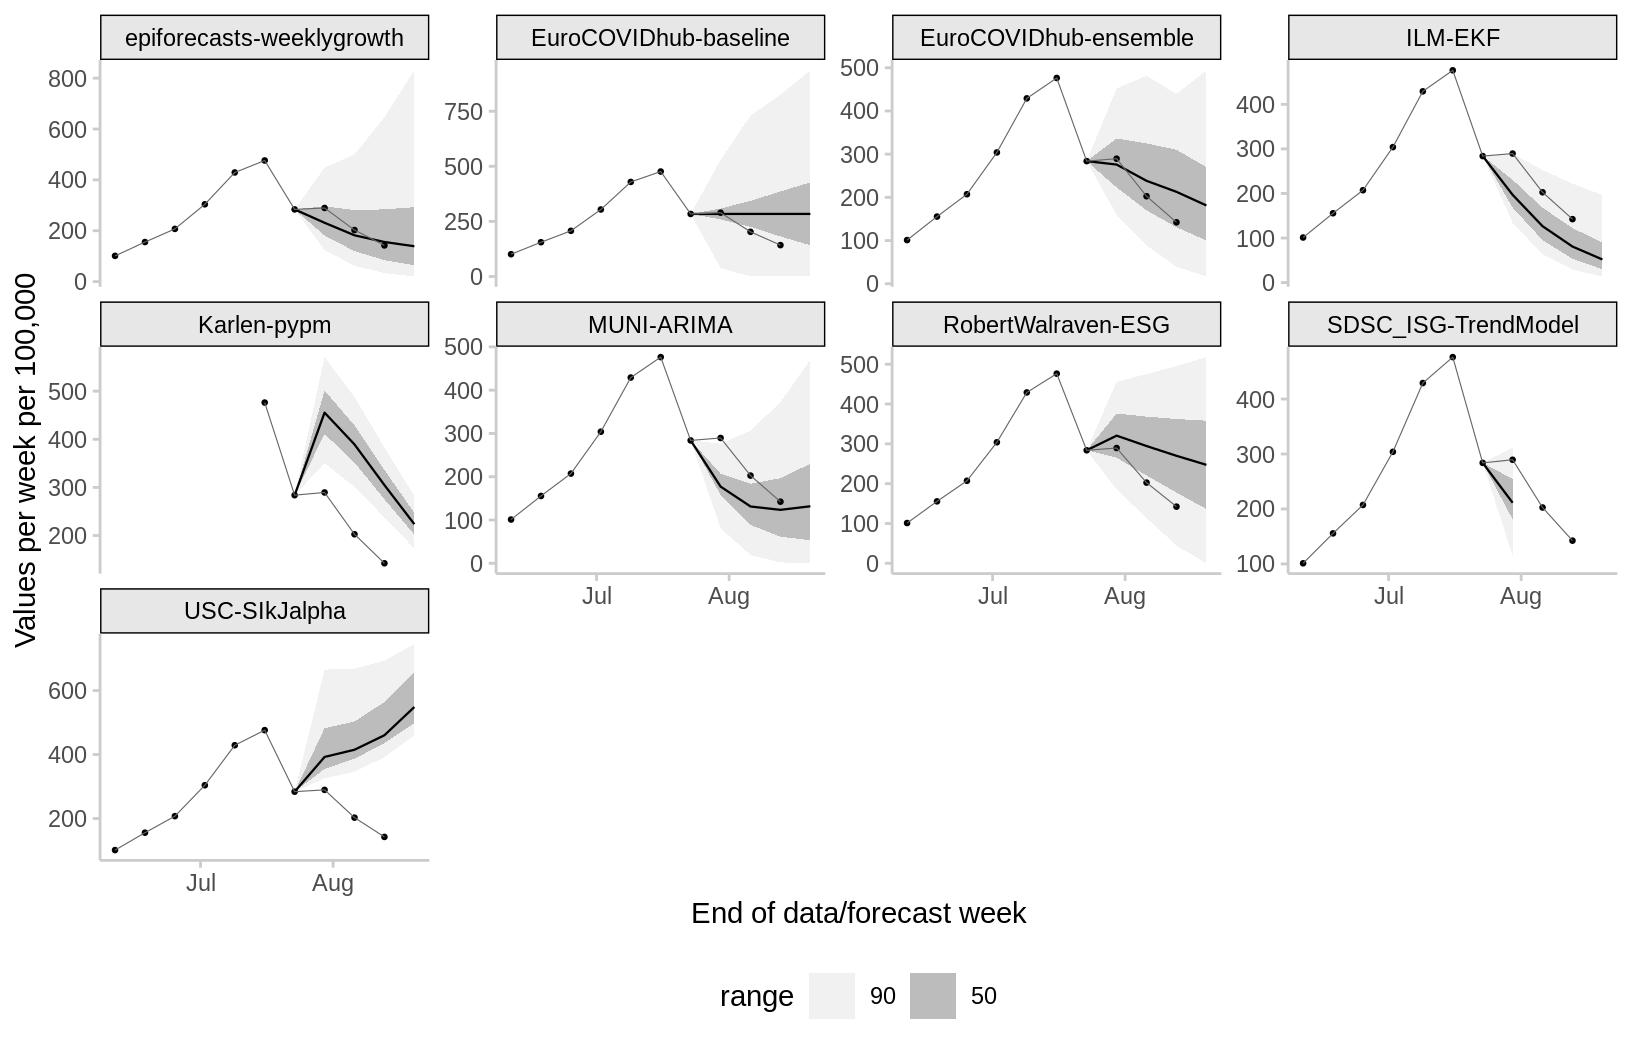 epiforecasts-weeklygrowth
EuroCOVIDhub-baseline
EuroCOVIDhub-ensemble
ILM-EKF
800
600
400
200
0
750
500
250
0
500
400
300
200
100
0
400
300
200
100
0
Values per week per 100,000
Karlen-pypm
MUNI-ARIMA
RobertWalraven-ESG
SDSC_ISG-TrendModel
500
400
300
200
500
400
300
200
100
0
500
400
300
200
100
0
400
300
200
100
Jul Aug
Jul Aug
Jul Aug
USC-SIkJalpha
600
400
200
Jul Aug
End of data/forecast week
range 90 50